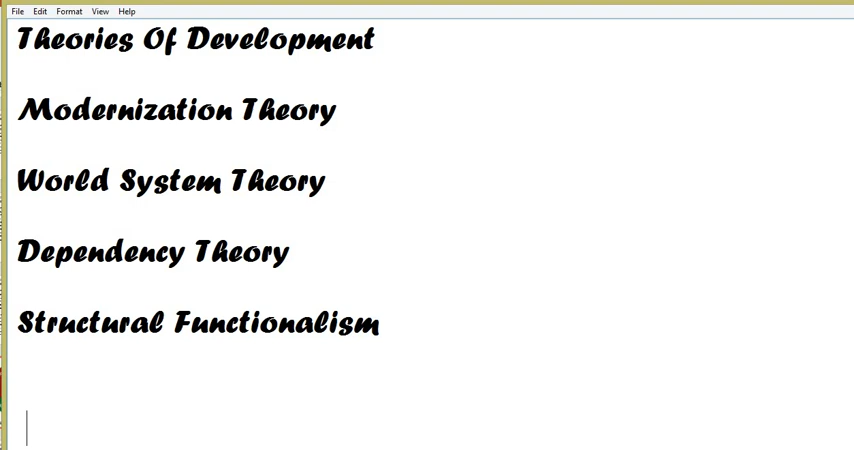 File Edit Format View Help
Theories Of Development
Modernization Theory
World System Theory
Dependency Theory
Structural Functionalism